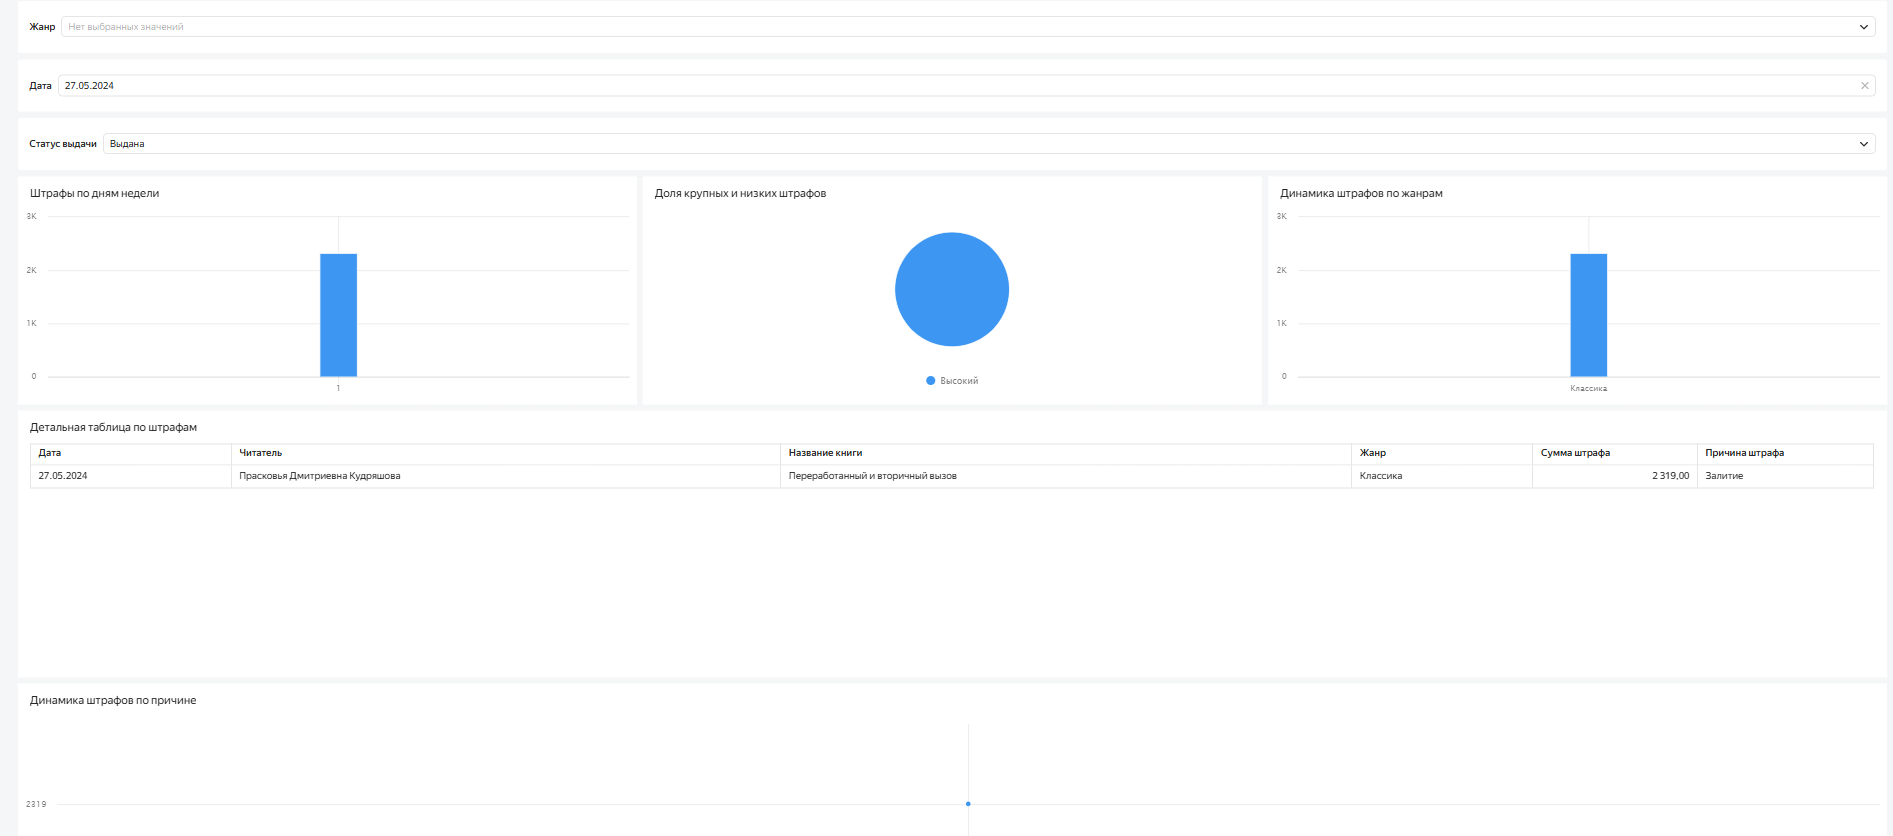 Жанр Нет выбранных значений
Дата 27.05.2024
Статус выдачи Выдана
Штрафы по дням недели
3K
2K
1K
0
1
Доля крупных и низких штрафов
Высокий
Динамика штрафов по жанрам
3K
2K
1K
0
Классика
Детальная таблица по штрафам
Дата Читатель Название книги Жанр Сумма штрафа Причина штрафа
27.05.2024 Прасковья Дмитриевна Кудряшова Переработанный и вторичный вызов Классика 2 319,00 Залитие
Динамика штрафов по причине
2319